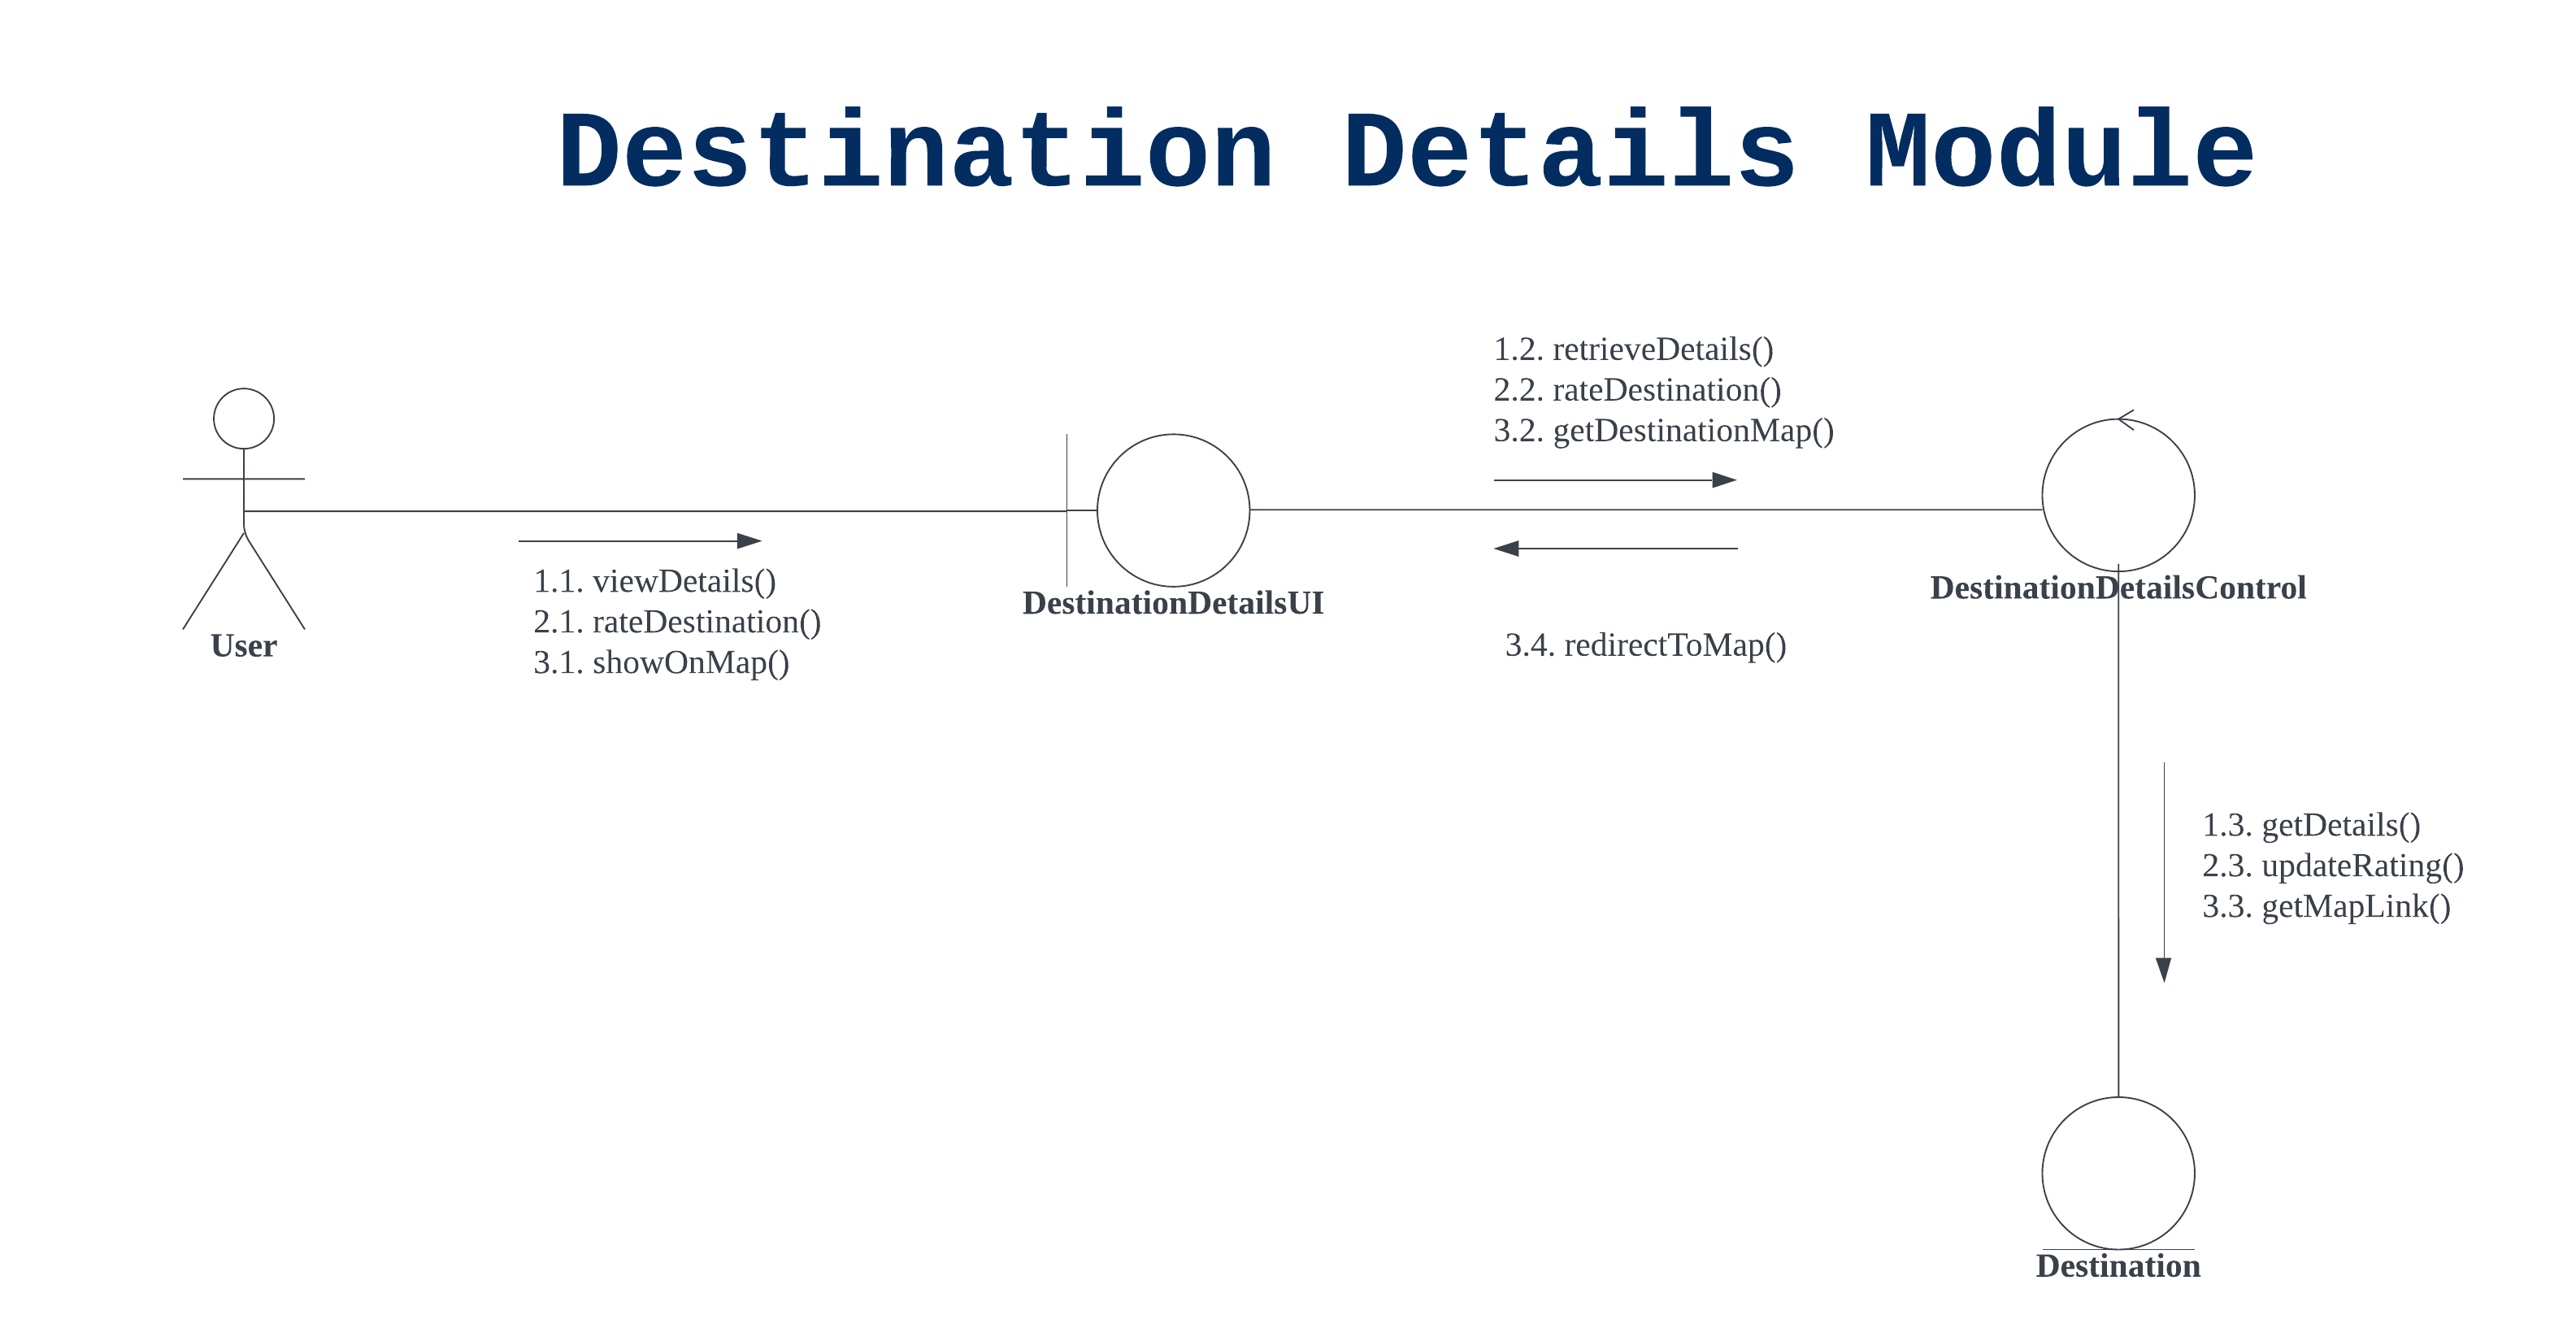 Destination Details Module
1.2. retrieveDetails()
2.2. rateDestination()
3.2. getDestinationMap()
1.1. viewDetails()
2.1. rateDestination()
3.1. showOnMap()
User
DestinationDetailsUI
DestinationDetailsControl
3.4. redirectToMap()
1.3. getDetails()
2.3. updateRating()
3.3. getMapLink()
Destination